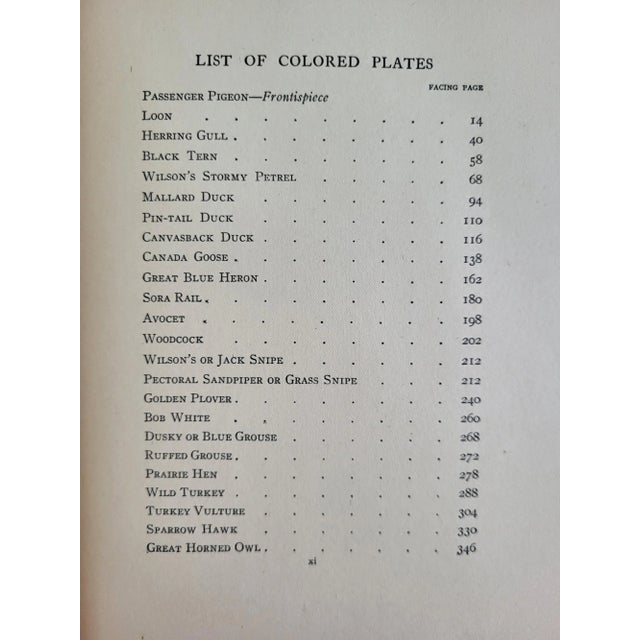 LIST OF COLORED PLATES
FACING PAGE
PASSENGER PIGEON—Frontispiece
LOON . . . . . . . . 14
HERRING GULL . . . . . . . . 40
BLACK TERN . . . . . . . . 58
WILSON'S STORMY PETREL . . . . . 68
MALLARD DUCK . . . . . . . 94
PIN-TAIL DUCK . . . . . . . 110
CANVASBACK DUCK . . . . . . . 116
CANADA GOOSE . . . . . . . . 138
GREAT BLUE HERON . . . . . . . 162
SORA RAIL . . . . . . . . . 180
AVOCET . . . . . . . . . 198
WOODCOCK . . . . . . . . 202
WILSON'S OR JACK SNIPE . . . . . . 212
PECTORAL SANDPIPER OR GRASS SNIPE . . . 212
GOLDEN PLOVER . . . . . . . . 240
BOB WHITE . . . . . . . . 260
DUSKY OR BLUE GROUSE . . . . . . 268
RUFFED GROUSE . . . . . . . . 272
PRAIRIE HEN . . . . . . . . 278
WILD TURKEY . . . . . . . . 288
TURKEY VULTURE . . . . . . . 304
SPARROW HAWK . . . . . . . 330
GREAT HORNED OWL . . . . . . . 346
xi